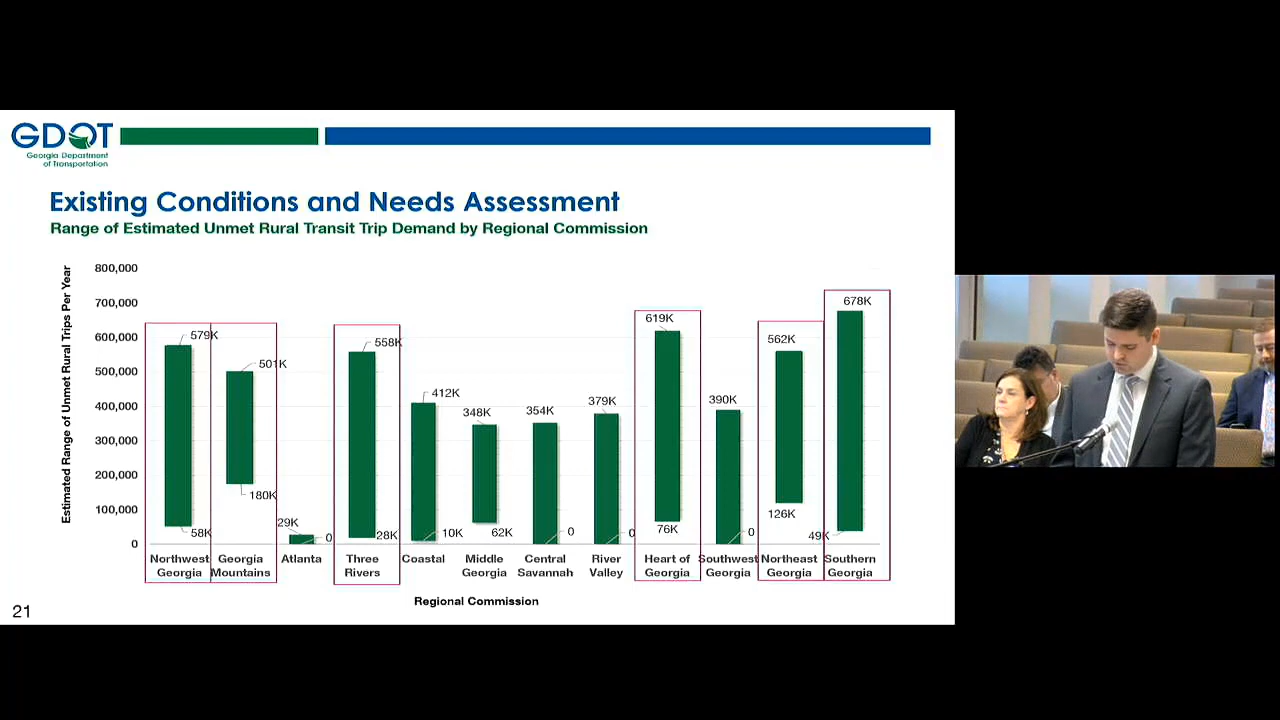 GDOT
Georgia Department
of Transportation
Existing Conditions and Needs Assessment
Range of Estimated Unmet Rural Transit Trip Demand by Regional Commission
Estimated Range of Unmet Rural Trips Per Year
800,000
700,000
600,000
500,000
400,000
300,000
200,000
100,000
0
579K
58K
501K
180K
29K
0
558K
28K
412K
10K
348K
62K
354K
0
379K
0
619K
76K
390K
0
562K
126K
678K
49K
Northwest
Georgia
Georgia
Mountains
Atlanta
Three
Rivers
Coastal
Middle
Georgia
Central
Savannah
River
Valley
Heart of
Georgia
Southwest
Georgia
Northeast
Georgia
Southern
Georgia
Regional Commission
21